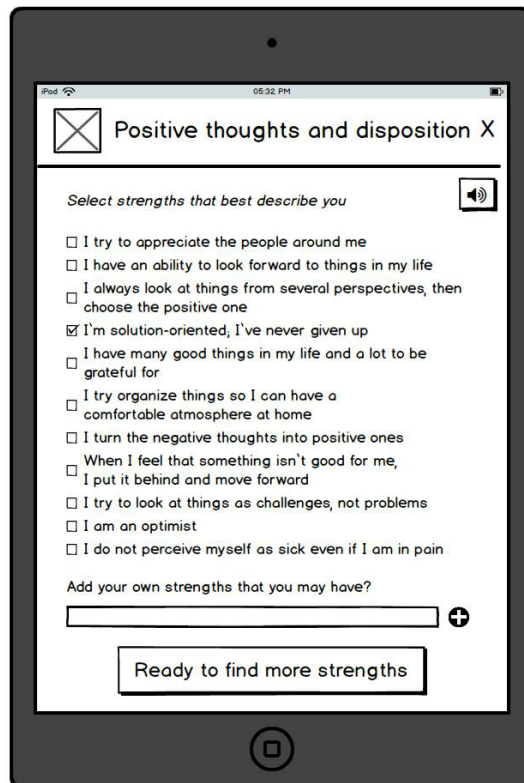 iPod 05:32 PM
Positive thoughts and disposition X
Select strengths that best describe you
I try to appreciate the people around me
I have an ability to look forward to things in my life
I always look at things from several perspectives, then
choose the positive one
I'm solution-oriented; I've never given up
I have many good things in my life and a lot to be
grateful for
I try organize things so I can have a
comfortable atmosphere at home
I turn the negative thoughts into positive ones
When I feel that something isn't good for me,
I put it behind and move forward
I try to look at things as challenges, not problems
I am an optimist
I do not perceive myself as sick even if I am in pain
Add your own strengths that you may have?
Ready to find more strengths